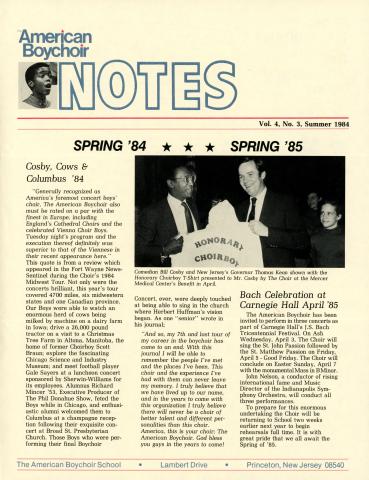 American
Boychoir
NOTES
Vol. 4, No. 3, Summer 1984
SPRING '84 ★ ★ ★ SPRING '85
Cosby, Cows &
Columbus '84
"Generally recognized as
America's foremost concert boys'
choir, The American Boychoir also
must be rated on a par with the
finest in Europe, including
England's Cathedral Choirs and the
celebrated Vienna Choir Boys.
Tuesday night's program and the
execution thereof definitely was
superior to that of the Viennese in
their recent appearance here."
This quote is from a review which
appeared in the Fort Wayne News-
Sentinel during the Choir's 1984
Midwest Tour. Not only were the
concerts brilliant, this year's tour
covered 4700 miles, six midwestern
states and one Canadian province.
Our Boys were able to watch an
enormous herd of cows being
milked by machine on a dairy farm
in Iowa; drive a 26,000 pound
tractor on a visit to a Christmas
Tree Farm in Altona, Manitoba, the
home of former Choirboy Scott
Braun; explore the fascinating
Chicago Science and Industry
Museum; and meet football player
Gale Sayers at a luncheon concert
sponsored by Sherwin-Williams for
its employees. Alumnus Richard
Mincer '53, Executive Producer of
The Phil Donahue Show, feted the
Boys while in Chicago, and enthusi-
astic alumni welcomed them to
Columbus at a champagne recep-
tion following their exquisite con-
cert at Broad St. Presbyterian
Church. Those Boys who were per-
forming their final Boychoir
HONORARY
CHOIRBOY
Comedian Bill Cosby and New Jersey's Governor Thomas Kean shown with the
Honorary Choirboy T-Shirt presented to Mr. Cosby by The Choir at the Mercer
Medical Center's Benefit in April.
Concert, ever, were deeply touched
at being able to sing in the church
where Herbert Huffman's vision
began. As one "senior" wrote in
his journal;
"And so, my 7th and last tour of
my career in the boychoir has
come to an end. With this
journal I will be able to
remember the people I've met
and the places I've been. This
choir and the experience I've
had with them can never leave
my memory. I truly believe that
we have lived up to our name,
and in the years to come with
this organization I truly believe
there will never be a choir of
better talent and different per-
sonalities than this choir.
America, this is your choir: The
American Boychoir. God bless
you guys in the years to come!
Bach Celebration at
Carnegie Hall April '85
The American Boychoir has been
invited to perform in three concerts as
part of Carnegie Hall's J.S. Bach
Tricentennial Festival. On Ash
Wednesday, April 3, The Choir will
sing the St. John Passion followed by
the St. Matthew Passion on Friday,
April 5 - Good Friday. The Choir will
conclude on Easter Sunday, April 7
with the monumental Mass in B Minor.
John Nelson, a conductor of rising
international fame and Music
Director of the Indianapolis Sym-
phony Orchestra, will conduct all
three performances.
To prepare for this enormous
undertaking the Choir will be
returning to School two weeks
earlier next year to begin
rehearsals full time. It is with
great pride that we all await the
Spring of '85.
The American Boychoir School • Lambert Drive • Princeton, New Jersey 08540